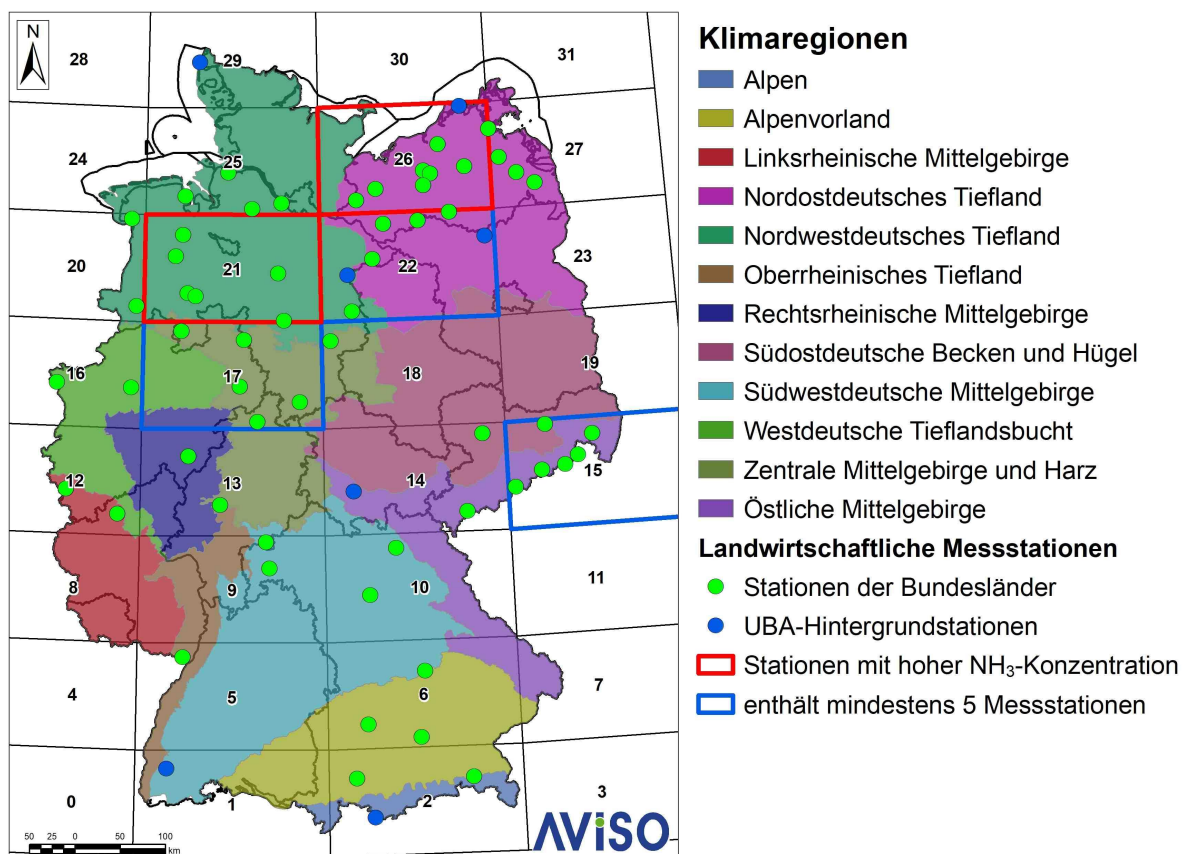 N
28
29
30
31
24
25
26
27
20
21
22
23
16
17
18
19
12
13
14
15
8
9
10
11
4
5
6
7
0
1
2
3
50 25 0 50 100
km
AVISO
Klimaregionen
Alpen
Alpenvorland
Linksrheinische Mittelgebirge
Nordostdeutsches Tiefland
Nordwestdeutsches Tiefland
Oberrheinisches Tiefland
Rechtsrheinische Mittelgebirge
Südostdeutsche Becken und Hügel
Südwestdeutsche Mittelgebirge
Westdeutsche Tieflandsbucht
Zentrale Mittelgebirge und Harz
Östliche Mittelgebirge
Landwirtschaftliche Messstationen
Stationen der Bundesländer
UBA-Hintergrundstationen
Stationen mit hoher NH₃-Konzentration
enthält mindestens 5 Messstationen